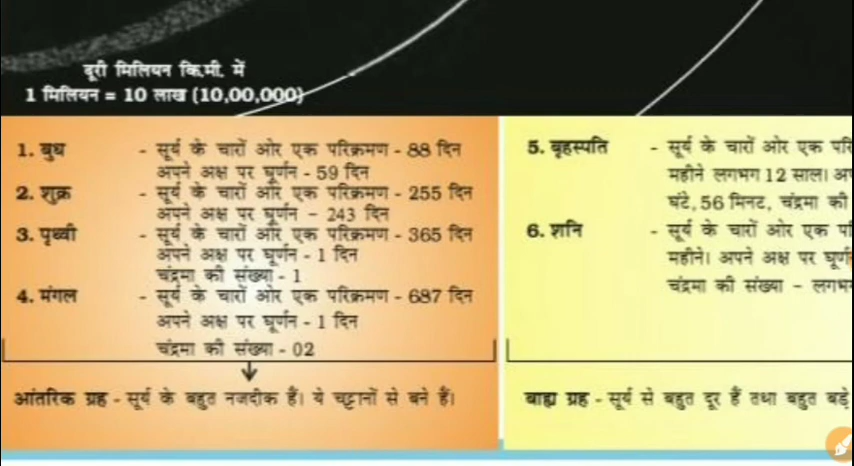 दूरी मिलियन कि.मी. में
1 मिलियन = 10 लाख (10,00,000)
1. बुध - सूर्य के चारों ओर एक परिक्रमण - 88 दिन
अपने अक्ष पर घूर्णन - 59 दिन
2. शुक्र - सूर्य के चारों ओर एक परिक्रमण - 255 दिन
अपने अक्ष पर घूर्णन - 243 दिन
3. पृथ्वी - सूर्य के चारों ओर एक परिक्रमण - 365 दिन
अपने अक्ष पर घूर्णन - 1 दिन
चंद्रमा की संख्या - 1
4. मंगल - सूर्य के चारों ओर एक परिक्रमण - 687 दिन
अपने अक्ष पर घूर्णन - 1 दिन
चंद्रमा की संख्या - 02
आंतरिक ग्रह - सूर्य के बहुत नजदीक हैं। ये चट्टानों से बने हैं।
5. बृहस्पति - सूर्य के चारों ओर एक
महीने लगभग 12 साल।
घंटे, 56 मिनट, चंद्रमा की
6. शनि - सूर्य के चारों ओर एक
महीने। अपने अक्ष पर
चंद्रमा की संख्या -
बाह्य ग्रह - सूर्य से बहुत दूर हैं तथा बहुत बड़े